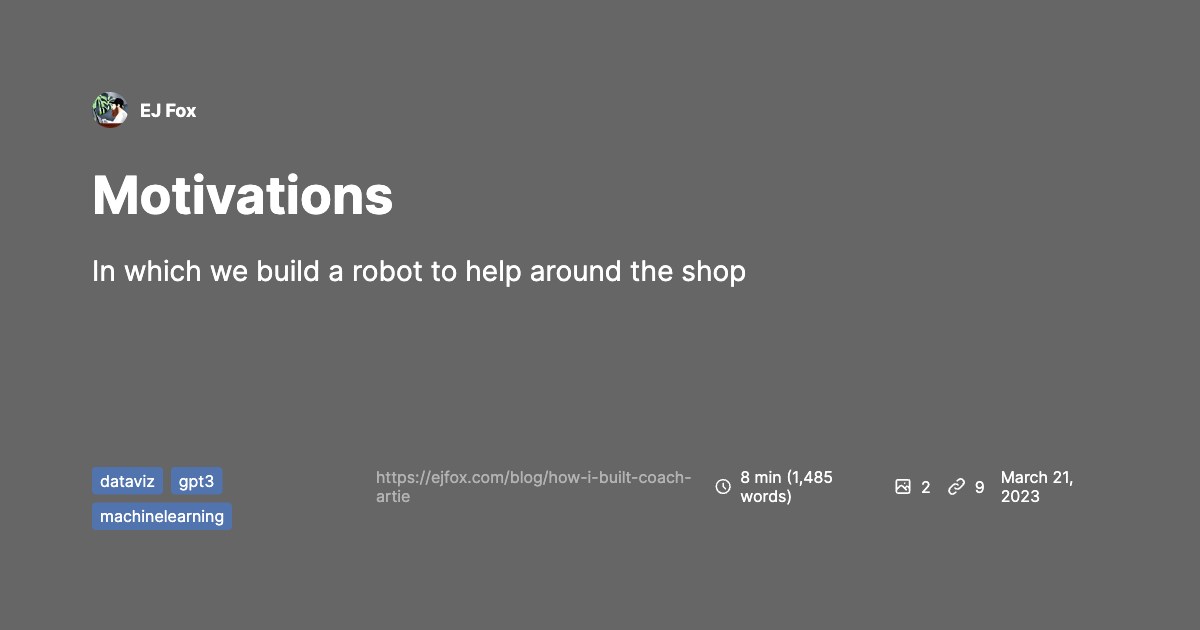 EJ Fox
Motivations
In which we build a robot to help around the shop
dataviz
gpt3
machinelearning
https://ejfox.com/blog/how-i-built-coach-
artie
8 min (1,485
words)
2
9
March 21,
2023